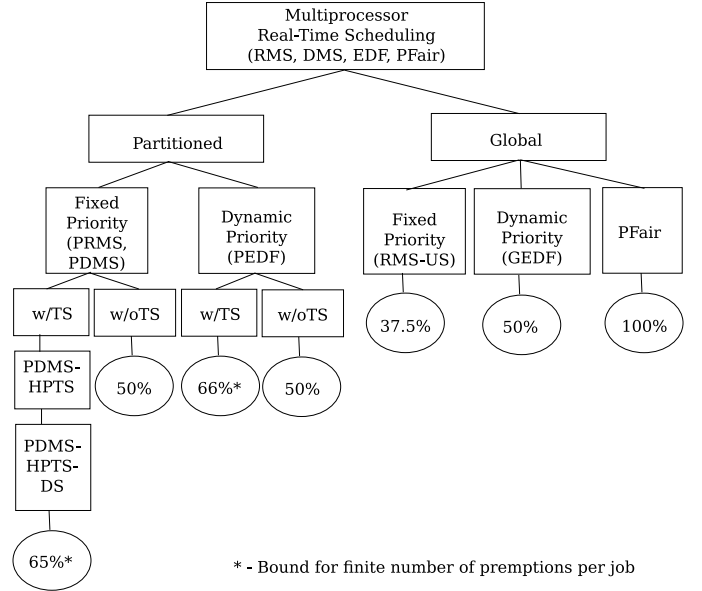 Multiprocessor
Real-Time Scheduling
(RMS, DMS, EDF, PFair)
Partitioned
Global
Fixed
Priority
(PRMS,
PDMS)
Dynamic
Priority
(PEDF)
Fixed
Priority
(RMS-US)
Dynamic
Priority
(GEDF)
PFair
w/TS
w/oTS
w/TS
w/oTS
37.5%
50%
100%
PDMS-
HPTS
50%
66%*
50%
PDMS-
HPTS-
DS
65%*
* - Bound for finite number of premptions per job